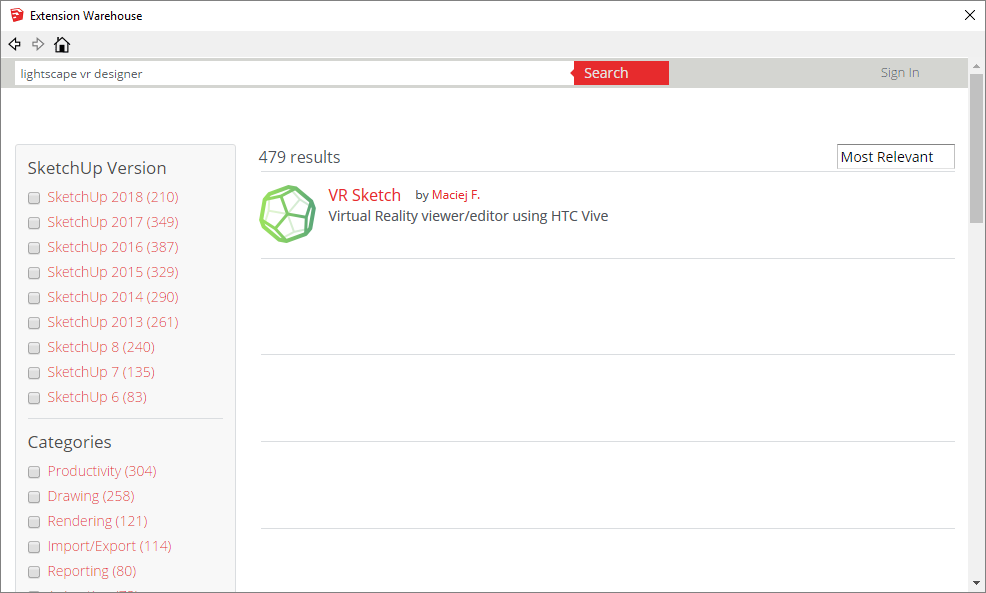 Extension Warehouse
lightscape vr designer
Search
Sign In
SketchUp Version
SketchUp 2018 (210)
SketchUp 2017 (349)
SketchUp 2016 (387)
SketchUp 2015 (329)
SketchUp 2014 (290)
SketchUp 2013 (261)
SketchUp 8 (240)
SketchUp 7 (135)
SketchUp 6 (83)
Categories
Productivity (304)
Drawing (258)
Rendering (121)
Import/Export (114)
Reporting (80)
479 results
Most Relevant
VR Sketch by Maciej F.
Virtual Reality viewer/editor using HTC Vive